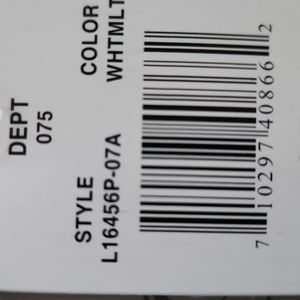 DEPT
075
COLOR
WHTMLT
STYLE
L16456P-07A
7 10297 40866 2